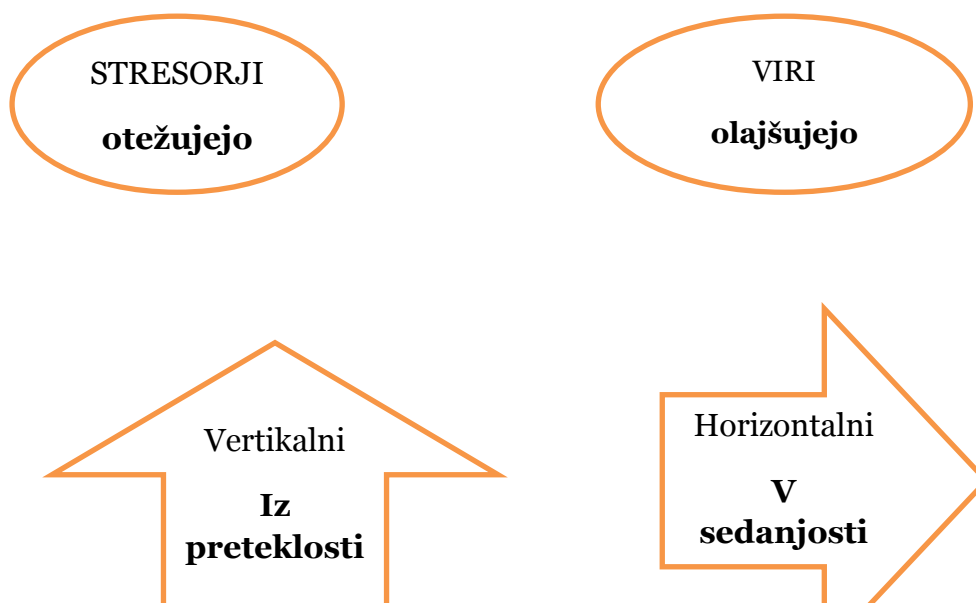 STRESORJI
otežujejo
VIRI
olajšujejo
Vertikalni
Iz
preteklosti
Horizontalni
V
sedanjosti